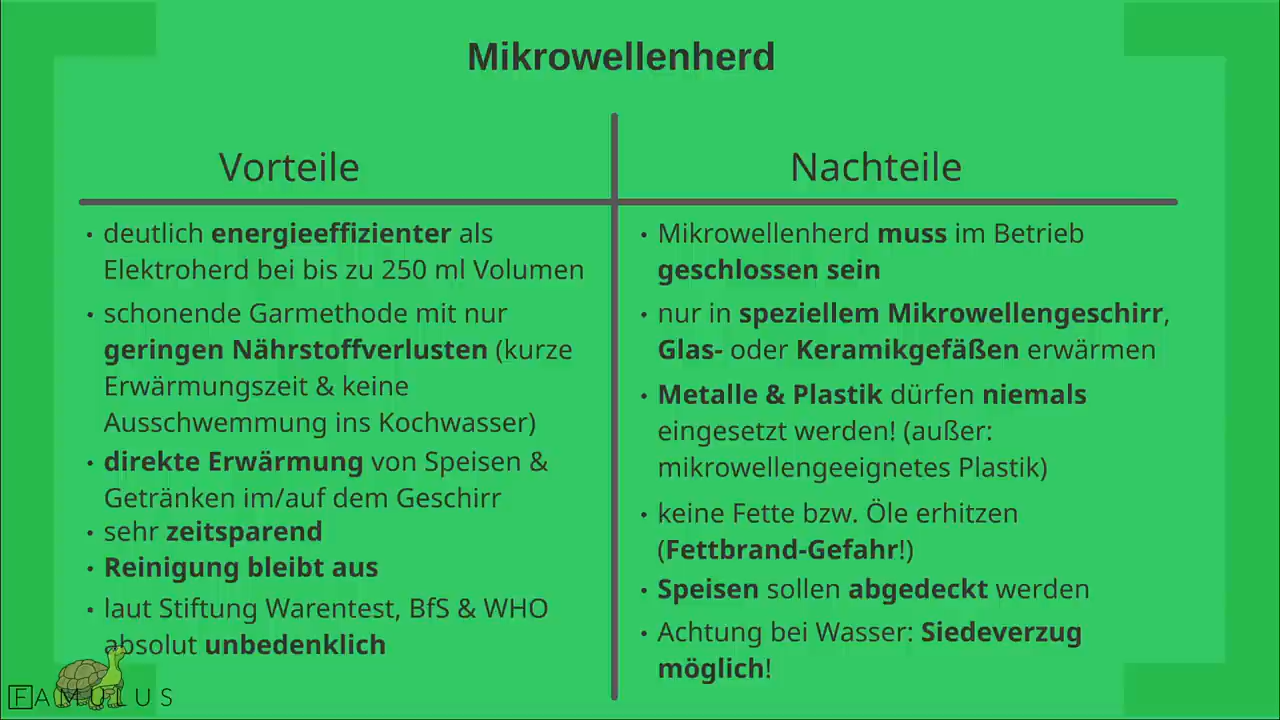 Mikrowellenherd
Vorteile
• deutlich energieeffizienter als
Elektroherd bei bis zu 250 ml Volumen
• schonende Garmethode mit nur
geringen Nährstoffverlusten (kurze
Erwärmungszeit & keine
Ausschwemmung ins Kochwasser)
• direkte Erwärmung von Speisen &
Getränken im/auf dem Geschirr
• sehr zeitsparend
• Reinigung bleibt aus
• laut Stiftung Warentest, BfS & WHO
absolut unbedenklich
Nachteile
• Mikrowellenherd muss im Betrieb
geschlossen sein
• nur in speziellem Mikrowellengeschirr,
Glas- oder Keramikgefäßen erwärmen
• Metalle & Plastik dürfen niemals
eingesetzt werden! (außer:
mikrowellengeeignetes Plastik)
• keine Fette bzw. Öle erhitzen
(Fettbrand-Gefahr!)
• Speisen sollen abgedeckt werden
• Achtung bei Wasser: Siedeverzug
möglich!
FAMULUS